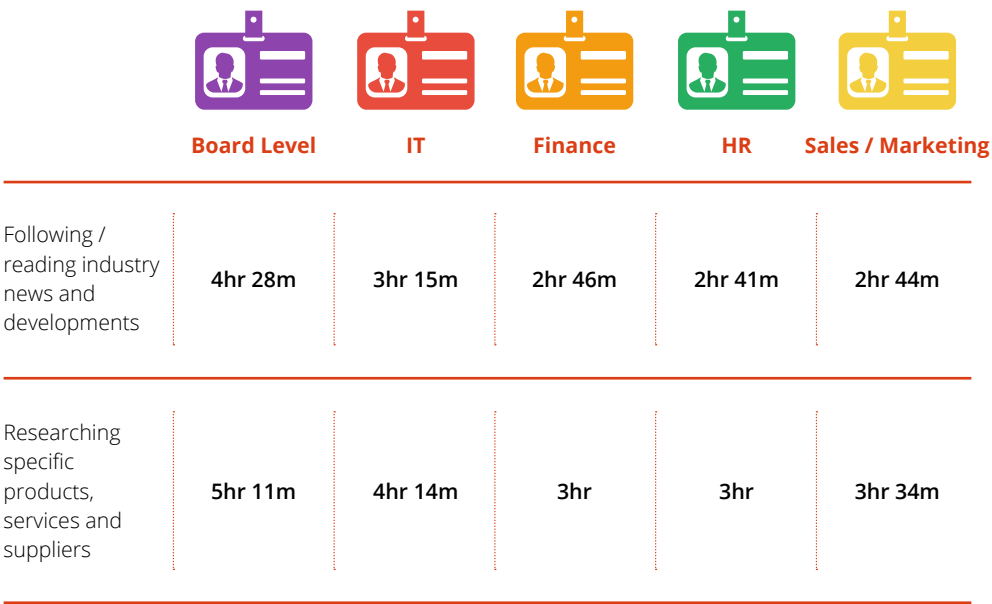 Board Level IT Finance HR Sales / Marketing
Following /
reading industry
news and
developments
4hr 28m 3hr 15m 2hr 46m 2hr 41m 2hr 44m
Researching
specific
products,
services and
suppliers
5hr 11m 4hr 14m 3hr 3hr 3hr 34m